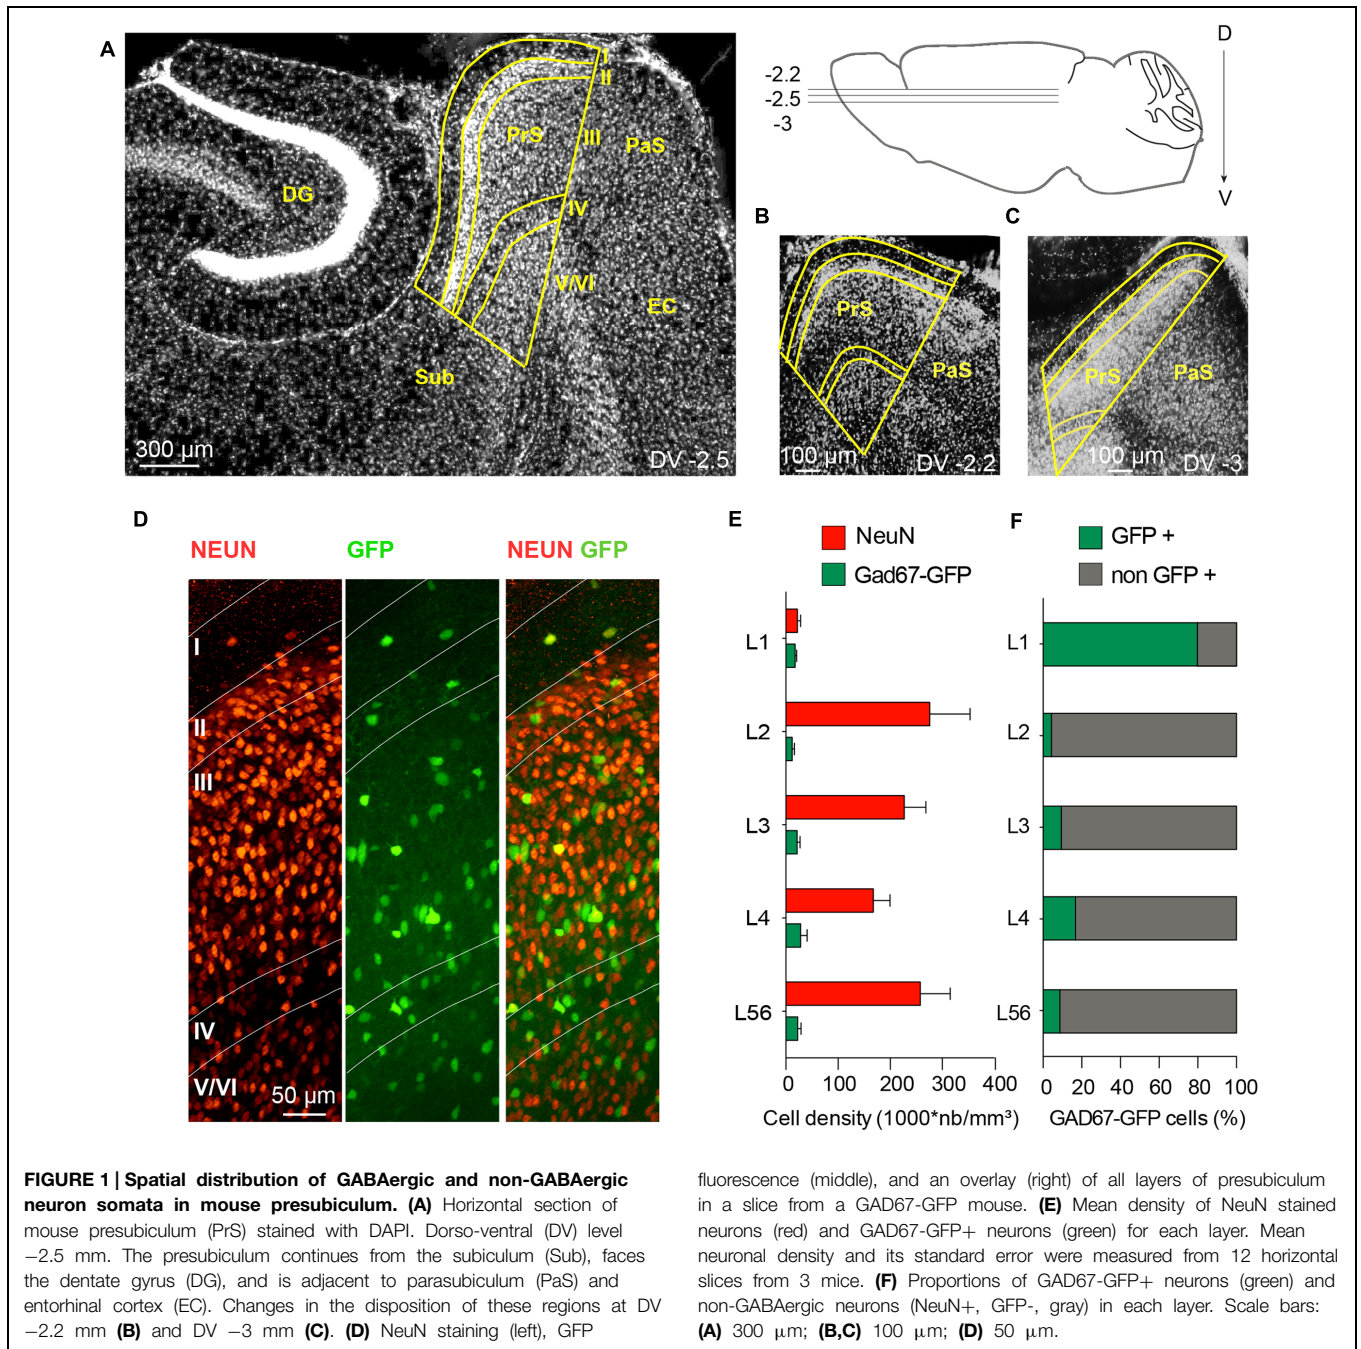 A
I
II
PrS
III
PaS
DG
IV
V/VI
EC
Sub
300 µm
DV -2.5
D
-2.2
-2.5
-3
V
B
PrS
PaS
100 µm
DV -2.2
C
PrS
PaS
100 µm
DV -3
D
NEUN
GFP
NEUN GFP
I
II
III
IV
V/VI
50 µm
E
NeuN
Gad67-GFP
L1
L2
L3
L4
L56
0 100 200 300 400
Cell density (1000*nb/mm³)
F
GFP +
non GFP +
L1
L2
L3
L4
L56
0 20 40 60 80 100
GAD67-GFP cells (%)
FIGURE 1 | Spatial distribution of GABAergic and non-GABAergic
neuron somata in mouse presubiculum. (A) Horizontal section of
mouse presubiculum (PrS) stained with DAPI. Dorso-ventral (DV) level
−2.5 mm. The presubiculum continues from the subiculum (Sub), faces
the dentate gyrus (DG), and is adjacent to parasubiculum (PaS) and
entorhinal cortex (EC). Changes in the disposition of these regions at DV
−2.2 mm (B) and DV −3 mm (C). (D) NeuN staining (left), GFP
fluorescence (middle), and an overlay (right) of all layers of presubiculum
in a slice from a GAD67-GFP mouse. (E) Mean density of NeuN stained
neurons (red) and GAD67-GFP+ neurons (green) for each layer. Mean
neuronal density and its standard error were measured from 12 horizontal
slices from 3 mice. (F) Proportions of GAD67-GFP+ neurons (green) and
non-GABAergic neurons (NeuN+, GFP-, gray) in each layer. Scale bars:
(A) 300 µm; (B,C) 100 µm; (D) 50 µm.